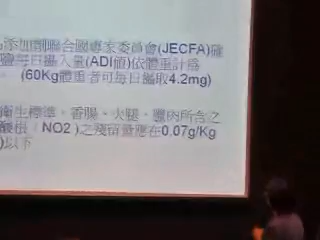 品添加劑聯合國專家委員會(JECFA)確
鹽每日攝入量(ADI值)依體重計為
(60Kg體重者可每日攝取4.2mg)
衛生標準,香腸、火腿、臘肉所含之
酸根(NO2)之殘留量應在0.07g/Kg
)以下